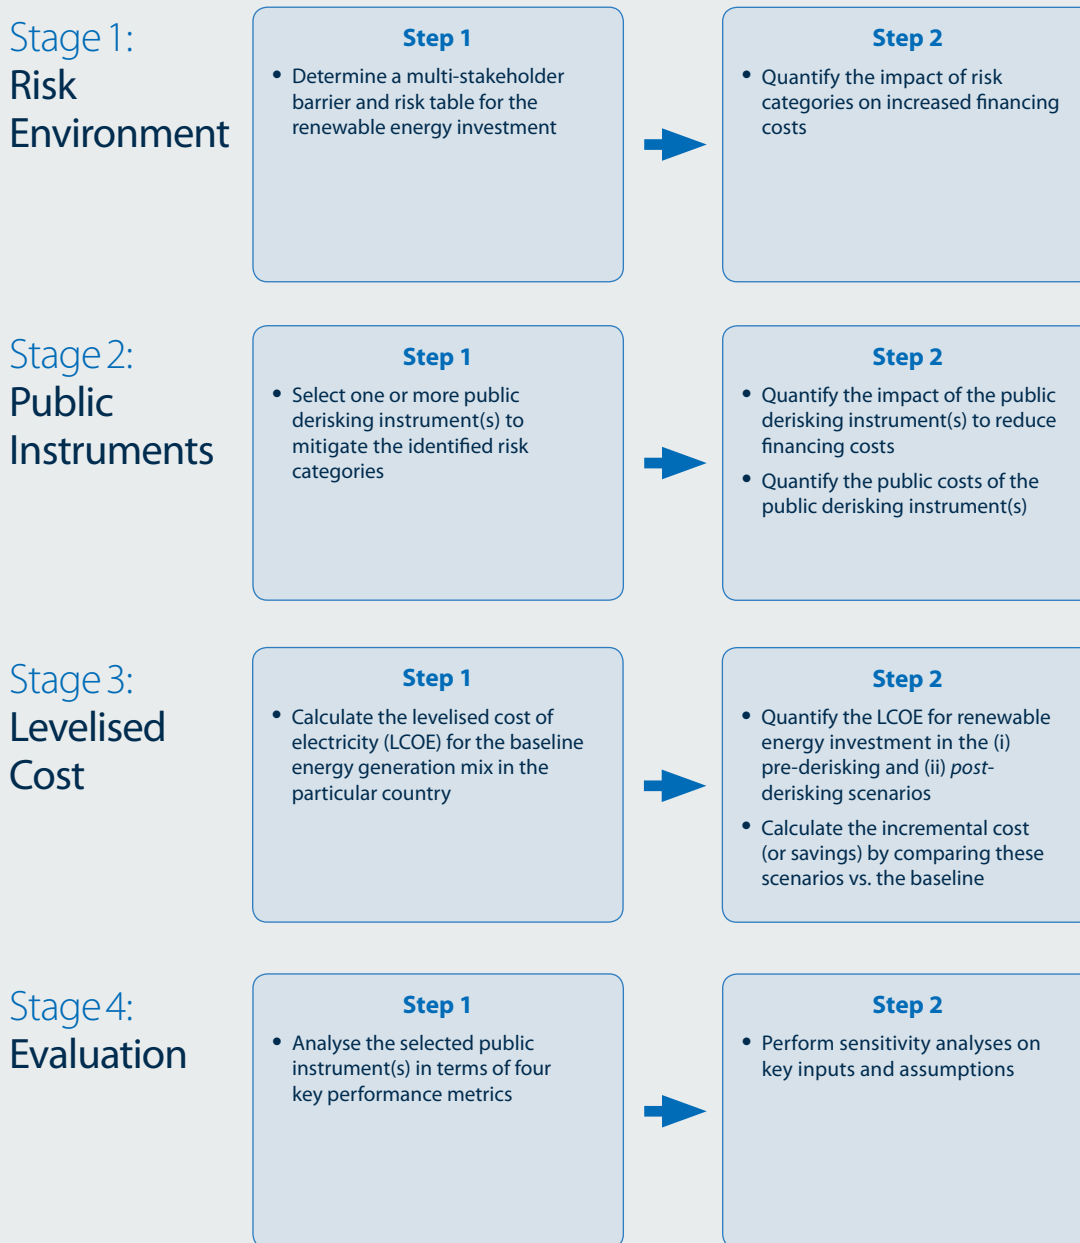 Stage 1:
Risk
Environment
Step 1
• Determine a multi-stakeholder
barrier and risk table for the
renewable energy investment
Step 2
• Quantify the impact of risk
categories on increased financing
costs
Stage 2:
Public
Instruments
Step 1
• Select one or more public
derisking instrument(s) to
mitigate the identified risk
categories
Step 2
• Quantify the impact of the public
derisking instrument(s) to reduce
financing costs
• Quantify the public costs of the
public derisking instrument(s)
Stage 3:
Levelised
Cost
Step 1
• Calculate the levelised cost of
electricity (LCOE) for the baseline
energy generation mix in the
particular country
Step 2
• Quantify the LCOE for renewable
energy investment in the (i)
pre-derisking and (ii) post-
derisking scenarios
• Calculate the incremental cost
(or savings) by comparing these
scenarios vs. the baseline
Stage 4:
Evaluation
Step 1
• Analyse the selected public
instrument(s) in terms of four
key performance metrics
Step 2
• Perform sensitivity analyses on
key inputs and assumptions